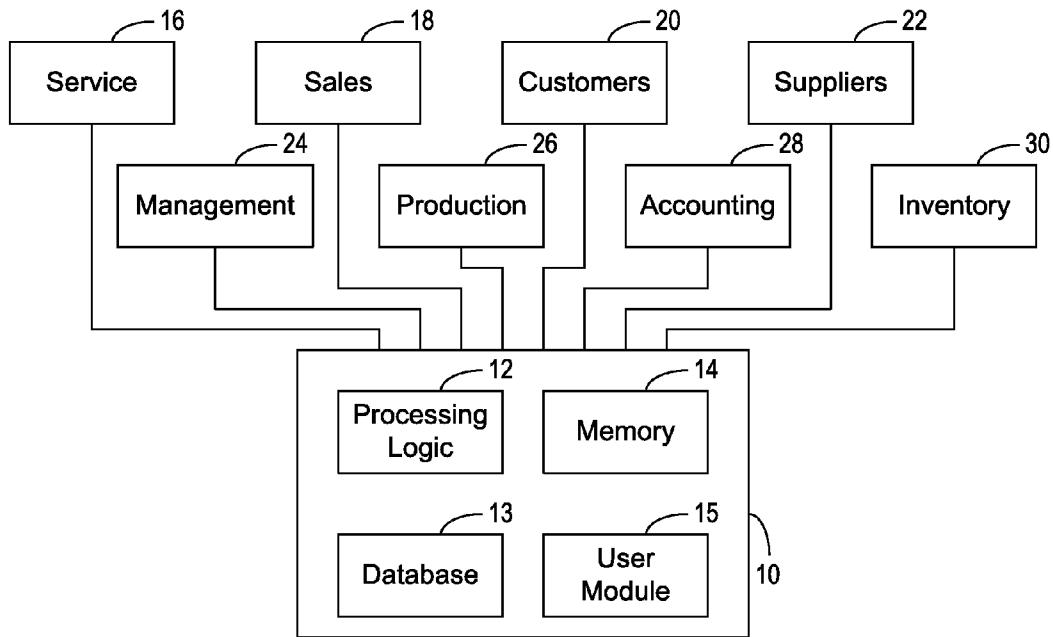 16
18
20
22
Service
Sales
Customers
Suppliers
24
26
28
30
Management
Production
Accounting
Inventory
12
14
Processing
Logic
Memory
13
15
Database
User
Module
10